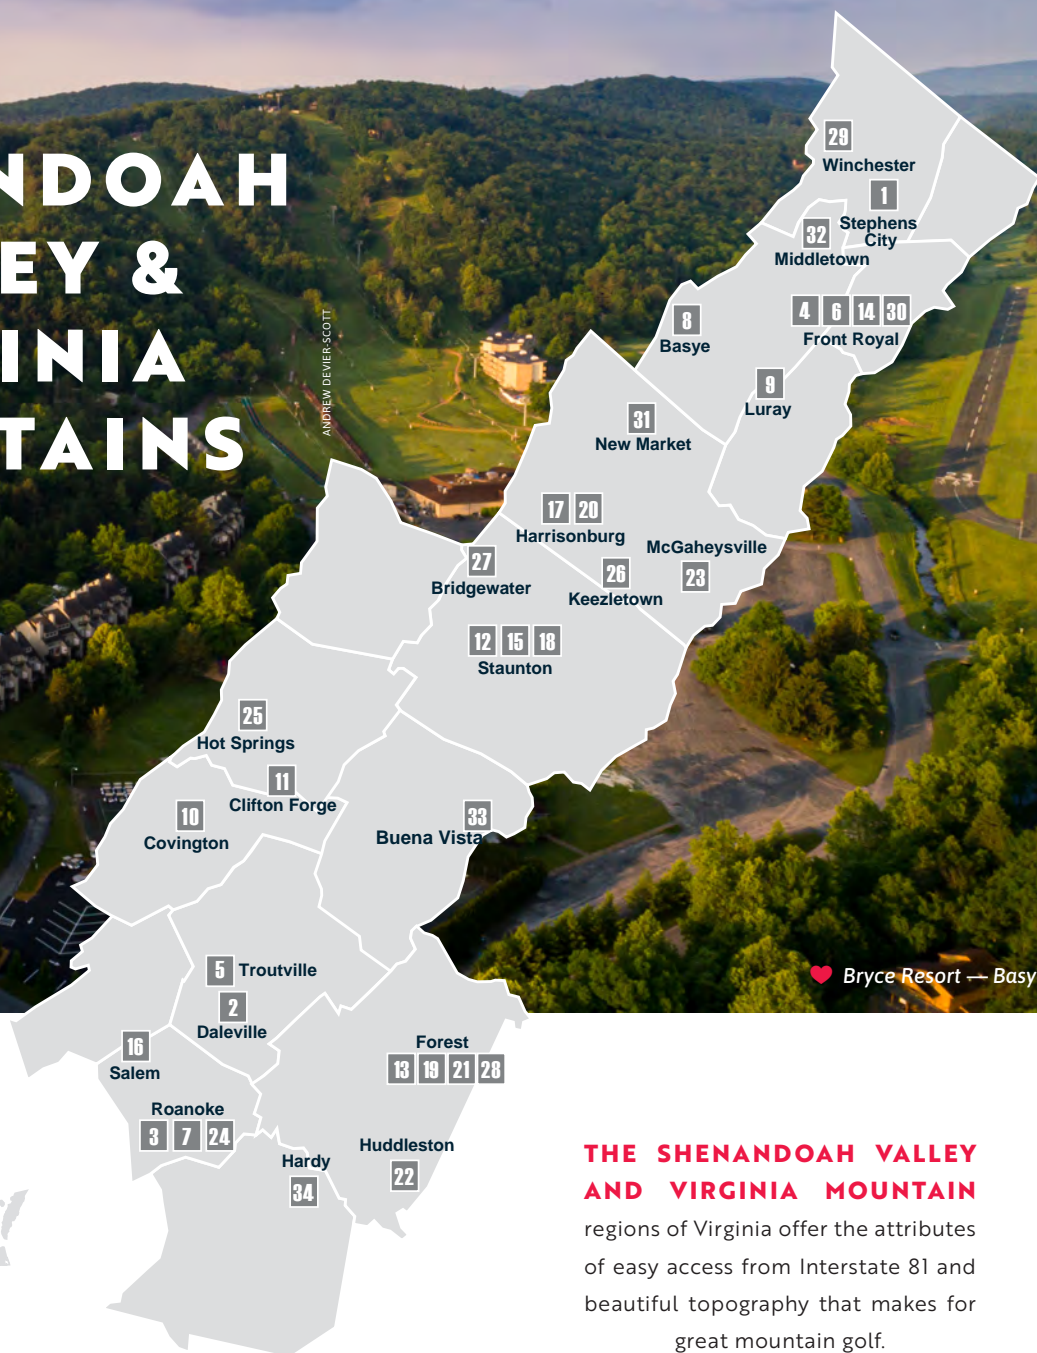 NDOAH
EY &
INIA
TAINS
ANDREW DEVIER-SCOTT
29
Winchester
1
Stephens
City
32
Middletown
4 6 14 30
Front Royal
8
Basye
9
Luray
31
New Market
17 20
Harrisonburg
McGaheysville
23
27
Bridgewater
26
Keezletown
12 15 18
Staunton
25
Hot Springs
11
Clifton Forge
10
Covington
33
Buena Vista
5 Troutville
2
Daleville
16
Salem
Forest
13 19 21 28
Roanoke
3 7 24
Huddleston
22
Hardy
34
Bryce Resort — Basy
THE SHENANDOAH VALLEY
AND VIRGINIA MOUNTAIN
regions of Virginia offer the attributes
of easy access from Interstate 81 and
beautiful topography that makes for
great mountain golf.